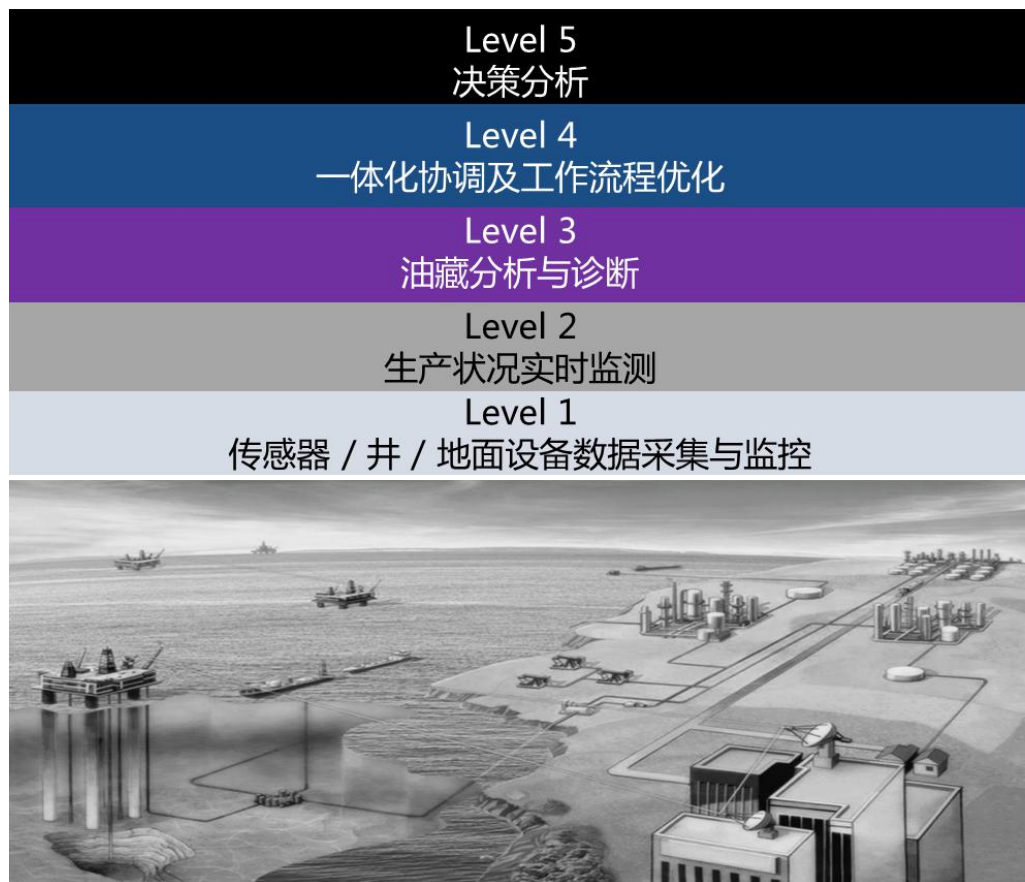 Level 5
决策分析
Level 4
一体化协调及工作流程优化
Level 3
油藏分析与诊断
Level 2
生产状况实时监测
Level 1
传感器 / 井 / 地面设备数据采集与监控